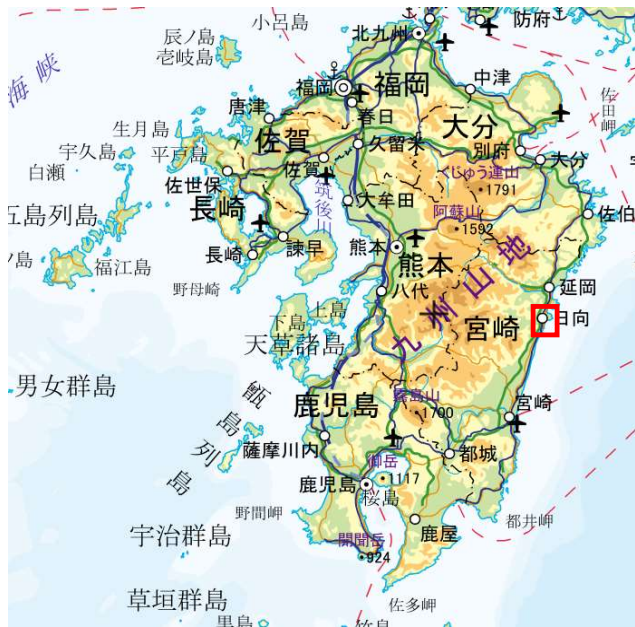 小呂島
防府
北九州
辰ノ島
壱岐島
海峡
福岡
福岡
中津
唐津
春日
佐田岬
生月島
佐賀
大分
平戸島
久留米
別府
宇久島
佐賀
大分
白瀬
くじゅう連山
1791
佐世保
筑後川
大牟田
長崎
佐伯
五島列島
阿蘇山
1592
ノ島
長崎
諫早
熊本
福江島
熊本
野母崎
八代
延岡
上島
下島
九州山地
日向
天草諸島
宮崎
男女群島
霧島山
1700
鹿児島
宮崎
甑島列島
薩摩川内
都城
御岳
1117
鹿児島
桜島
野間岬
都井岬
宇治群島
鹿屋
開聞岳
924
草垣群島
佐多岬
黒島
竹島